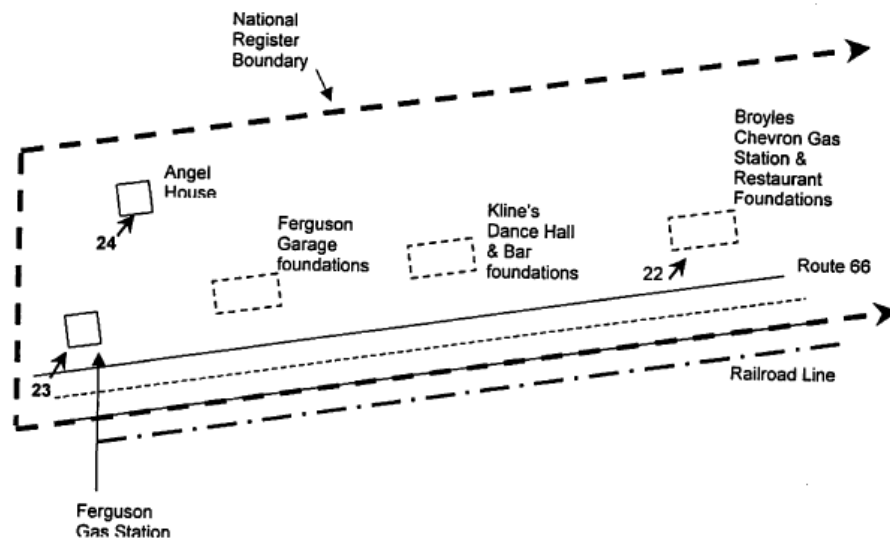 National
Register
Boundary
Broyles
Chevron Gas
Station &
Restaurant
Foundations
Angel
House
24
Ferguson
Garage
foundations
Kline's
Dance Hall
& Bar
foundations
22
Route 66
23
Railroad Line
Ferguson
Gas Station